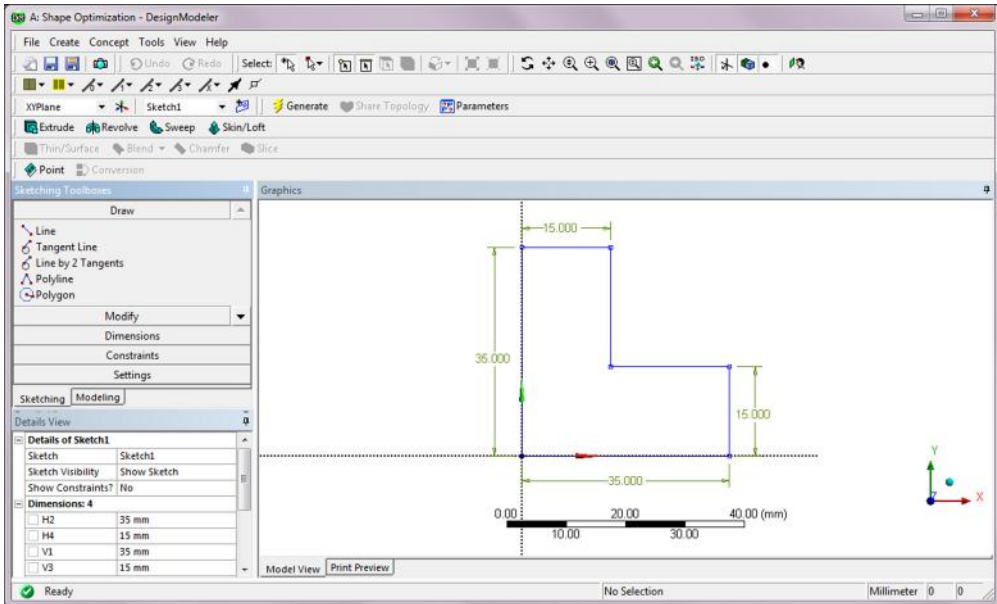 A: Shape Optimization - DesignModeler
File Create Concept Tools View Help
Undo Redo Select:
XYPlane Sketch1 Generate Share Topology Parameters
Extrude Revolve Sweep Skin/Loft
Thin/Surface Blend Chamfer Slice
Point Conversion
Sketching Toolboxes
Draw
Line
Tangent Line
Line by 2 Tangents
Polyline
Polygon
Modify
Dimensions
Constraints
Settings
Sketching Modeling
Details View
Details of Sketch1
Sketch Sketch1
Sketch Visibility Show Sketch
Show Constraints? No
Dimensions: 4
H2 35 mm
H4 15 mm
V1 35 mm
V3 15 mm
Graphics
15.000
35.000
15.000
35.000
0.00 20.00 40.00 (mm)
10.00 30.00
Y
Z X
Model View Print Preview
Ready No Selection Millimeter 0 0